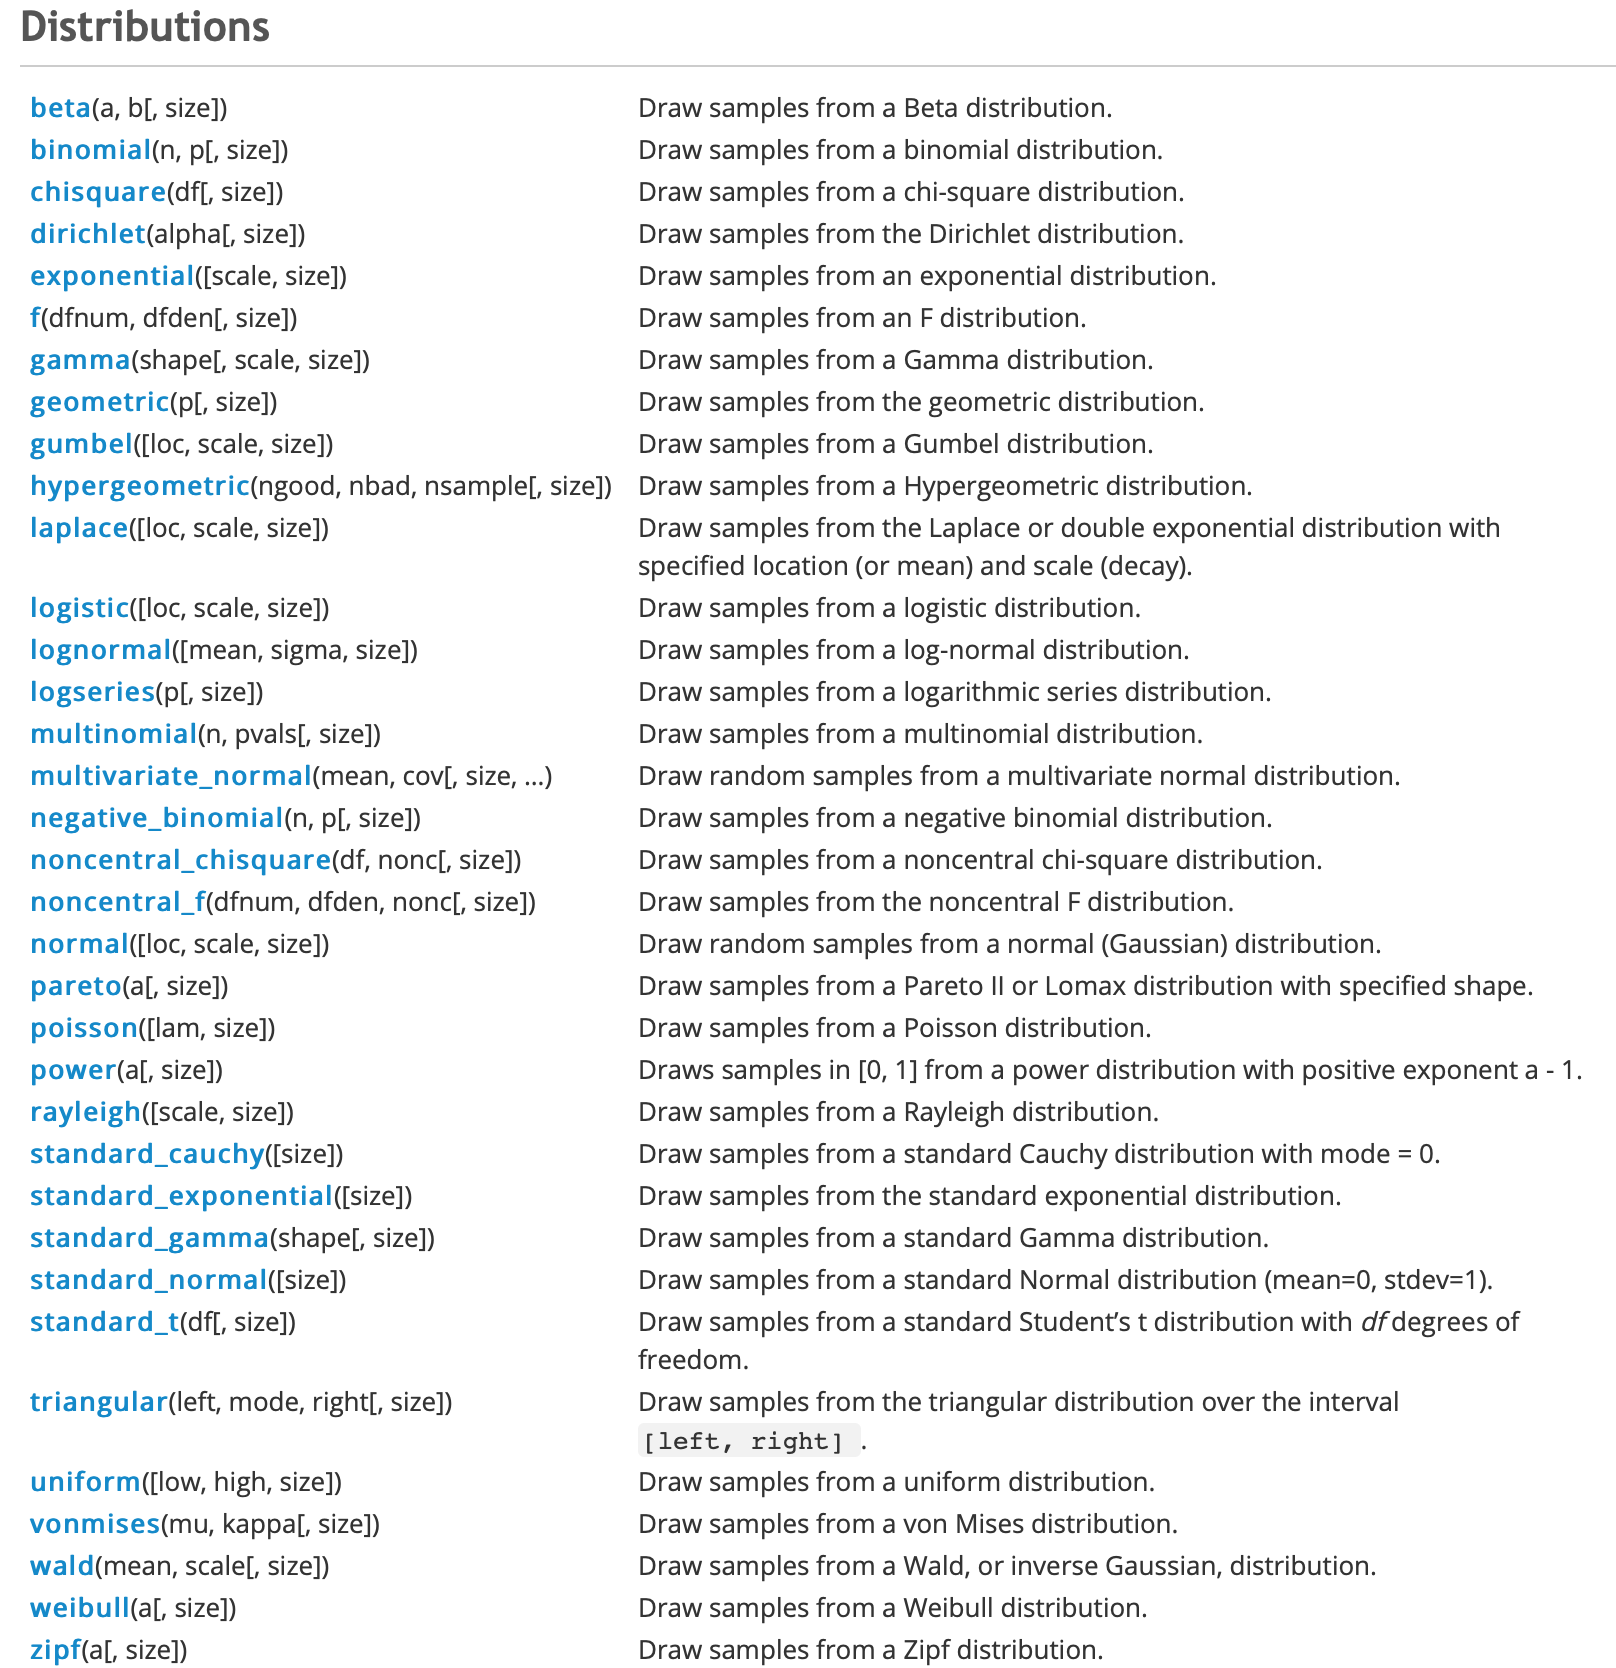 Distributions
beta(a, b[, size]) Draw samples from a Beta distribution.
binomial(n, p[, size]) Draw samples from a binomial distribution.
chisquare(df[, size]) Draw samples from a chi-square distribution.
dirichlet(alpha[, size]) Draw samples from the Dirichlet distribution.
exponential([scale, size]) Draw samples from an exponential distribution.
f(dfnum, dfden[, size]) Draw samples from an F distribution.
gamma(shape[, scale, size]) Draw samples from a Gamma distribution.
geometric(p[, size]) Draw samples from the geometric distribution.
gumbel([loc, scale, size]) Draw samples from a Gumbel distribution.
hypergeometric(ngood, nbad, nsample[, size]) Draw samples from a Hypergeometric distribution.
laplace([loc, scale, size]) Draw samples from the Laplace or double exponential distribution with
specified location (or mean) and scale (decay).
logistic([loc, scale, size]) Draw samples from a logistic distribution.
lognormal([mean, sigma, size]) Draw samples from a log-normal distribution.
logseries(p[, size]) Draw samples from a logarithmic series distribution.
multinomial(n, pvals[, size]) Draw samples from a multinomial distribution.
multivariate_normal(mean, cov[, size, ...) Draw random samples from a multivariate normal distribution.
negative_binomial(n, p[, size]) Draw samples from a negative binomial distribution.
noncentral_chisquare(df, nonc[, size]) Draw samples from a noncentral chi-square distribution.
noncentral_f(dfnum, dfden, nonc[, size]) Draw samples from the noncentral F distribution.
normal([loc, scale, size]) Draw random samples from a normal (Gaussian) distribution.
pareto(a[, size]) Draw samples from a Pareto II or Lomax distribution with specified shape.
poisson([lam, size]) Draw samples from a Poisson distribution.
power(a[, size]) Draws samples in [0, 1] from a power distribution with positive exponent a - 1.
rayleigh([scale, size]) Draw samples from a Rayleigh distribution.
standard_cauchy([size]) Draw samples from a standard Cauchy distribution with mode = 0.
standard_exponential([size]) Draw samples from the standard exponential distribution.
standard_gamma(shape[, size]) Draw samples from a standard Gamma distribution.
standard_normal([size]) Draw samples from a standard Normal distribution (mean=0, stdev=1).
standard_t(df[, size]) Draw samples from a standard Student’s t distribution with df degrees of
freedom.
triangular(left, mode, right[, size]) Draw samples from the triangular distribution over the interval
[left, right] .
uniform([low, high, size]) Draw samples from a uniform distribution.
vonmises(mu, kappa[, size]) Draw samples from a von Mises distribution.
wald(mean, scale[, size]) Draw samples from a Wald, or inverse Gaussian, distribution.
weibull(a[, size]) Draw samples from a Weibull distribution.
zipf(a[, size]) Draw samples from a Zipf distribution.